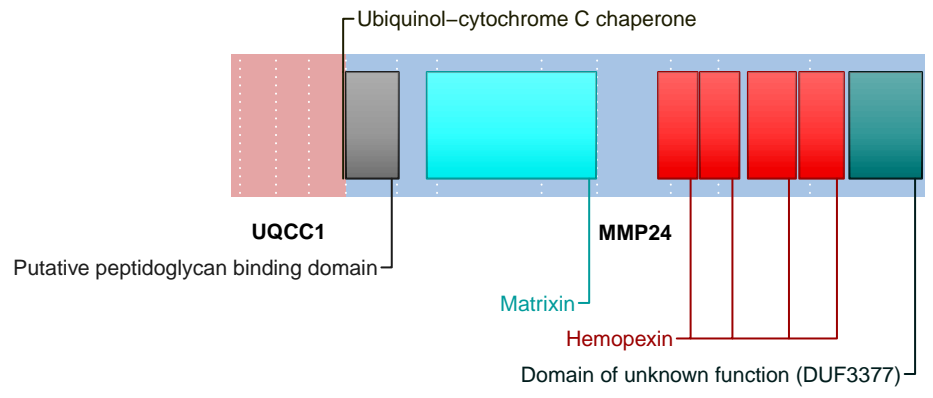 Ubiquinol−cytochrome C chaperone
UQCC1
MMP24
Putative peptidoglycan binding domain
Matrixin
Hemopexin
Domain of unknown function (DUF3377)